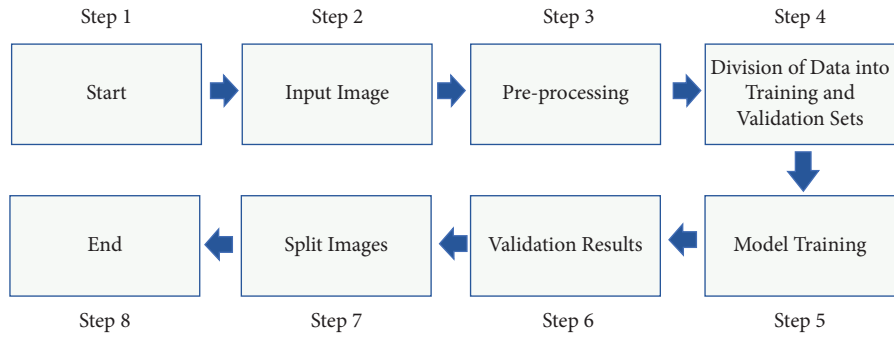 Step 1
Step 2
Step 3
Step 4
Start
Input Image
Pre-processing
Division of Data into
Training and
Validation Sets
End
Split Images
Validation Results
Model Training
Step 8
Step 7
Step 6
Step 5